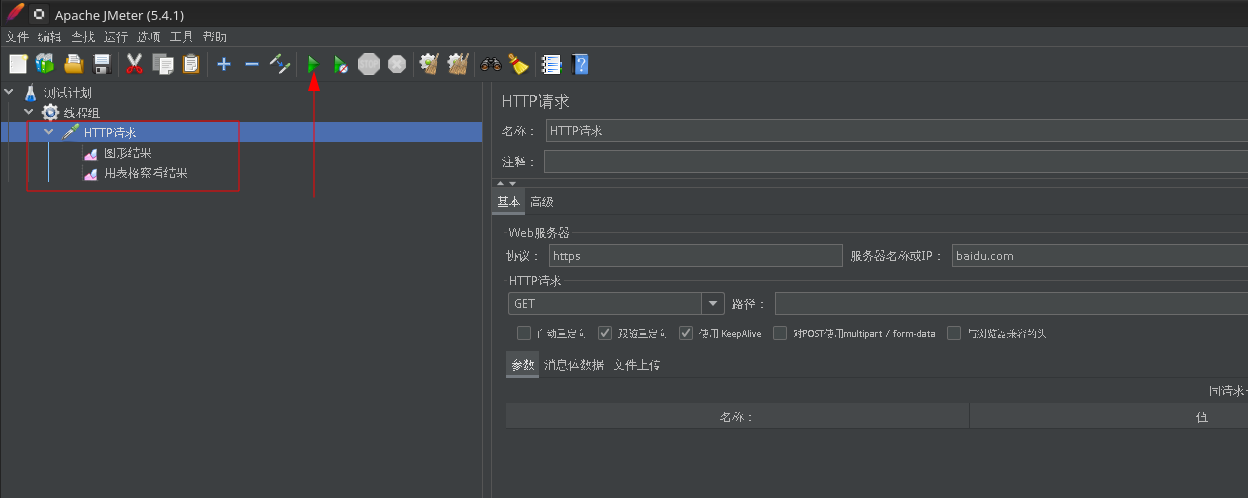 Apache JMeter (5.4.1)
文件 编辑 查找 运行 选项 工具 帮助
STOP
测试计划
线程组
HTTP请求
图形结果
用表格察看结果
HTTP请求
名称： HTTP请求
注释：
基本 高级
Web服务器
协议： https 服务器名称或IP： baidu.com
HTTP请求
GET 路径：
自动重定向 跟随重定向 使用 KeepAlive 对POST使用multipart / form-data 与浏览器兼容的头
参数 消息体数据 文件上传
同请求
名称： 值